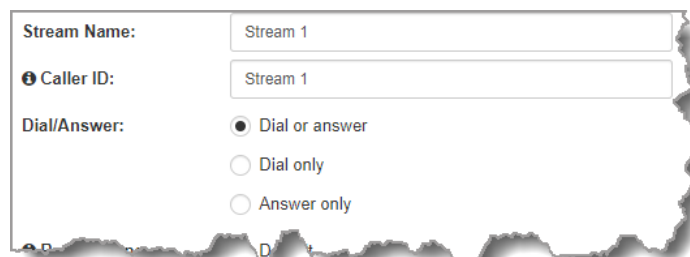 Stream Name: Stream 1
Caller ID: Stream 1
Dial/Answer: Dial or answer
Dial only
Answer only